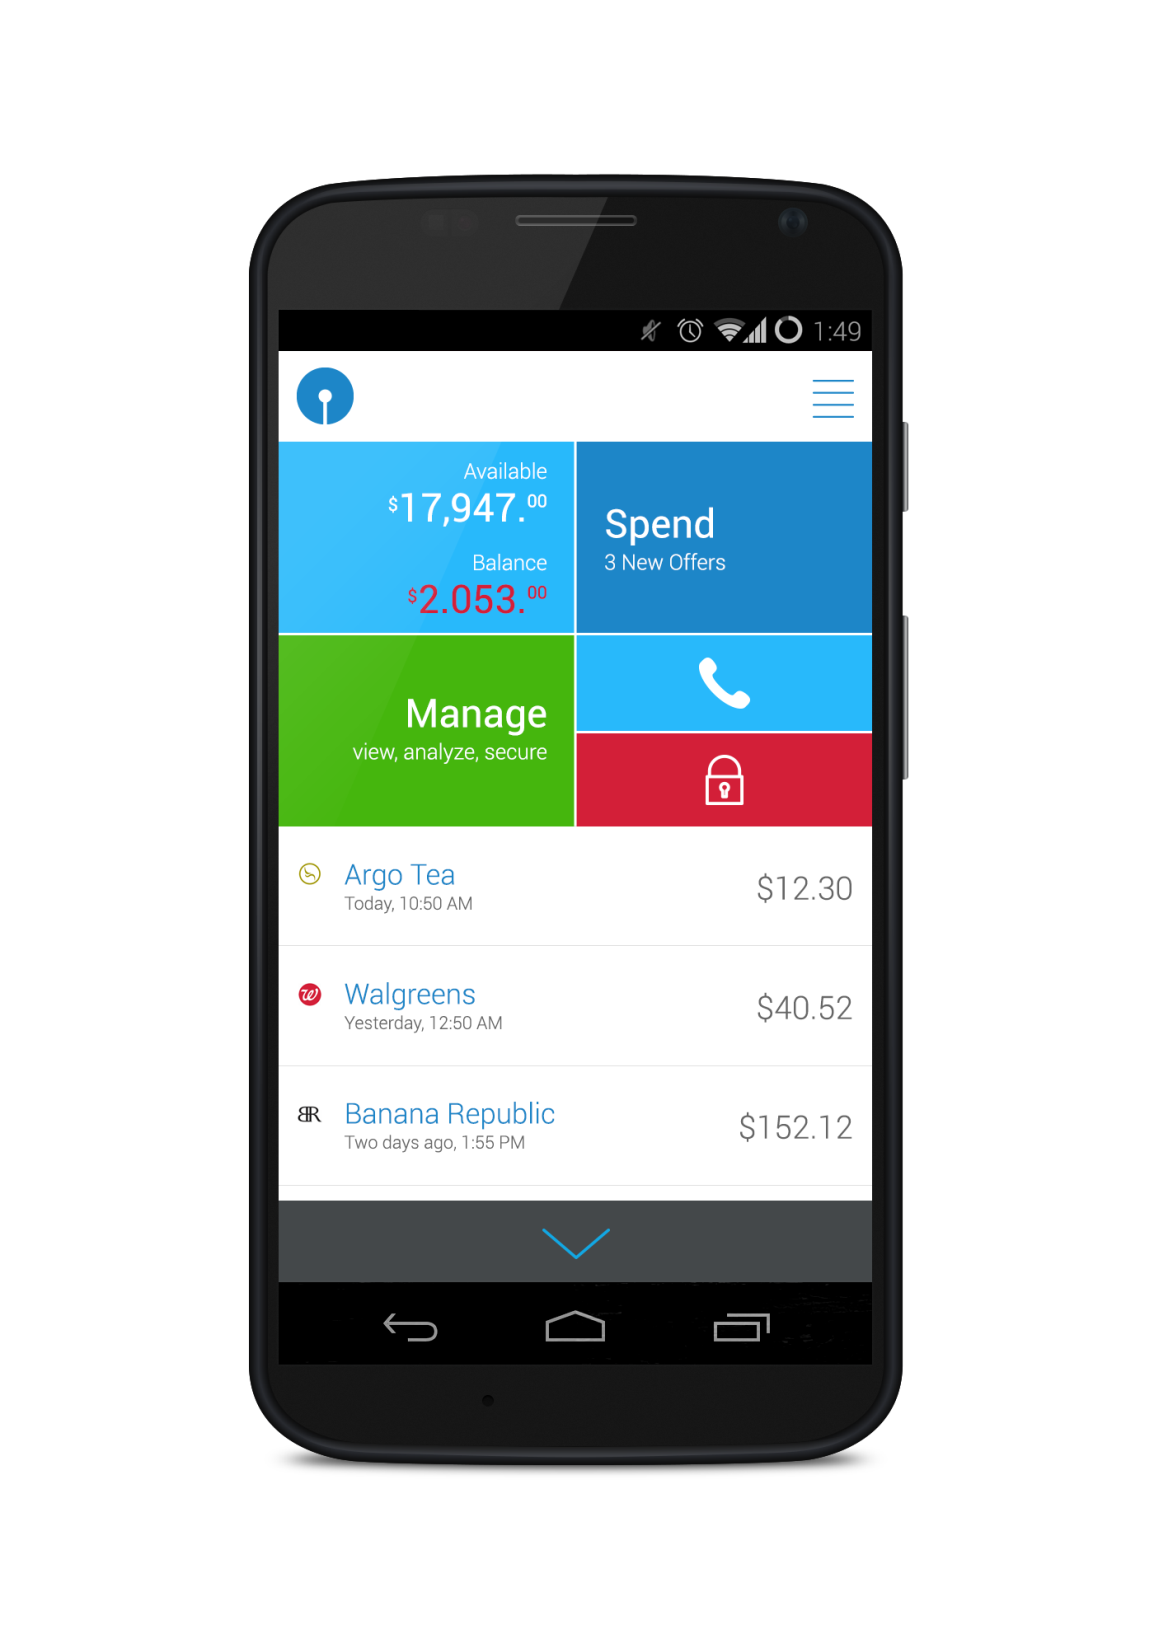 1:49
Available
$17,947.00
Balance
$2.053.00
Spend
3 New Offers
Manage
view, analyze, secure
Argo Tea
Today, 10:50 AM
$12.30
Walgreens
Yesterday, 12:50 AM
$40.52
BR
Banana Republic
Two days ago, 1:55 PM
$152.12